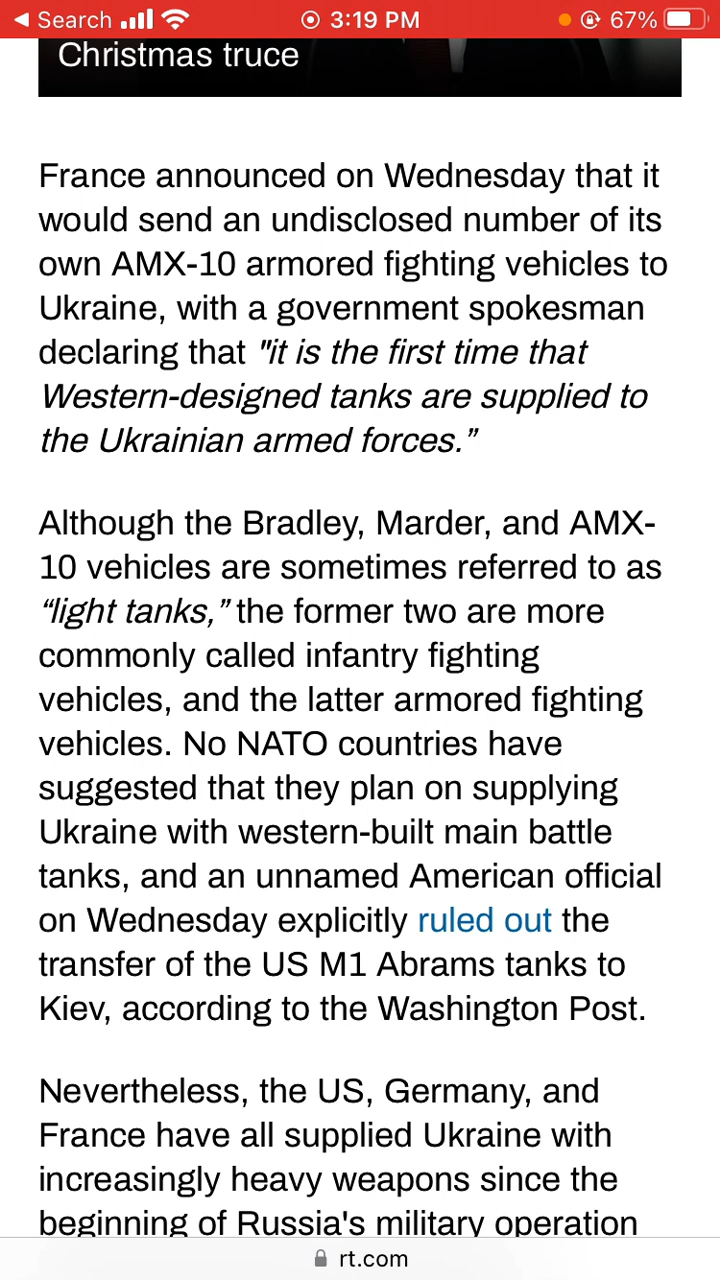 Search
3:19 PM
67%
Christmas truce
France announced on Wednesday that it
would send an undisclosed number of its
own AMX-10 armored fighting vehicles to
Ukraine, with a government spokesman
declaring that "it is the first time that
Western-designed tanks are supplied to
the Ukrainian armed forces.”
Although the Bradley, Marder, and AMX-
10 vehicles are sometimes referred to as
“light tanks,” the former two are more
commonly called infantry fighting
vehicles, and the latter armored fighting
vehicles. No NATO countries have
suggested that they plan on supplying
Ukraine with western-built main battle
tanks, and an unnamed American official
on Wednesday explicitly ruled out the
transfer of the US M1 Abrams tanks to
Kiev, according to the Washington Post.
Nevertheless, the US, Germany, and
France have all supplied Ukraine with
increasingly heavy weapons since the
beginning of Russia's military operation
rt.com